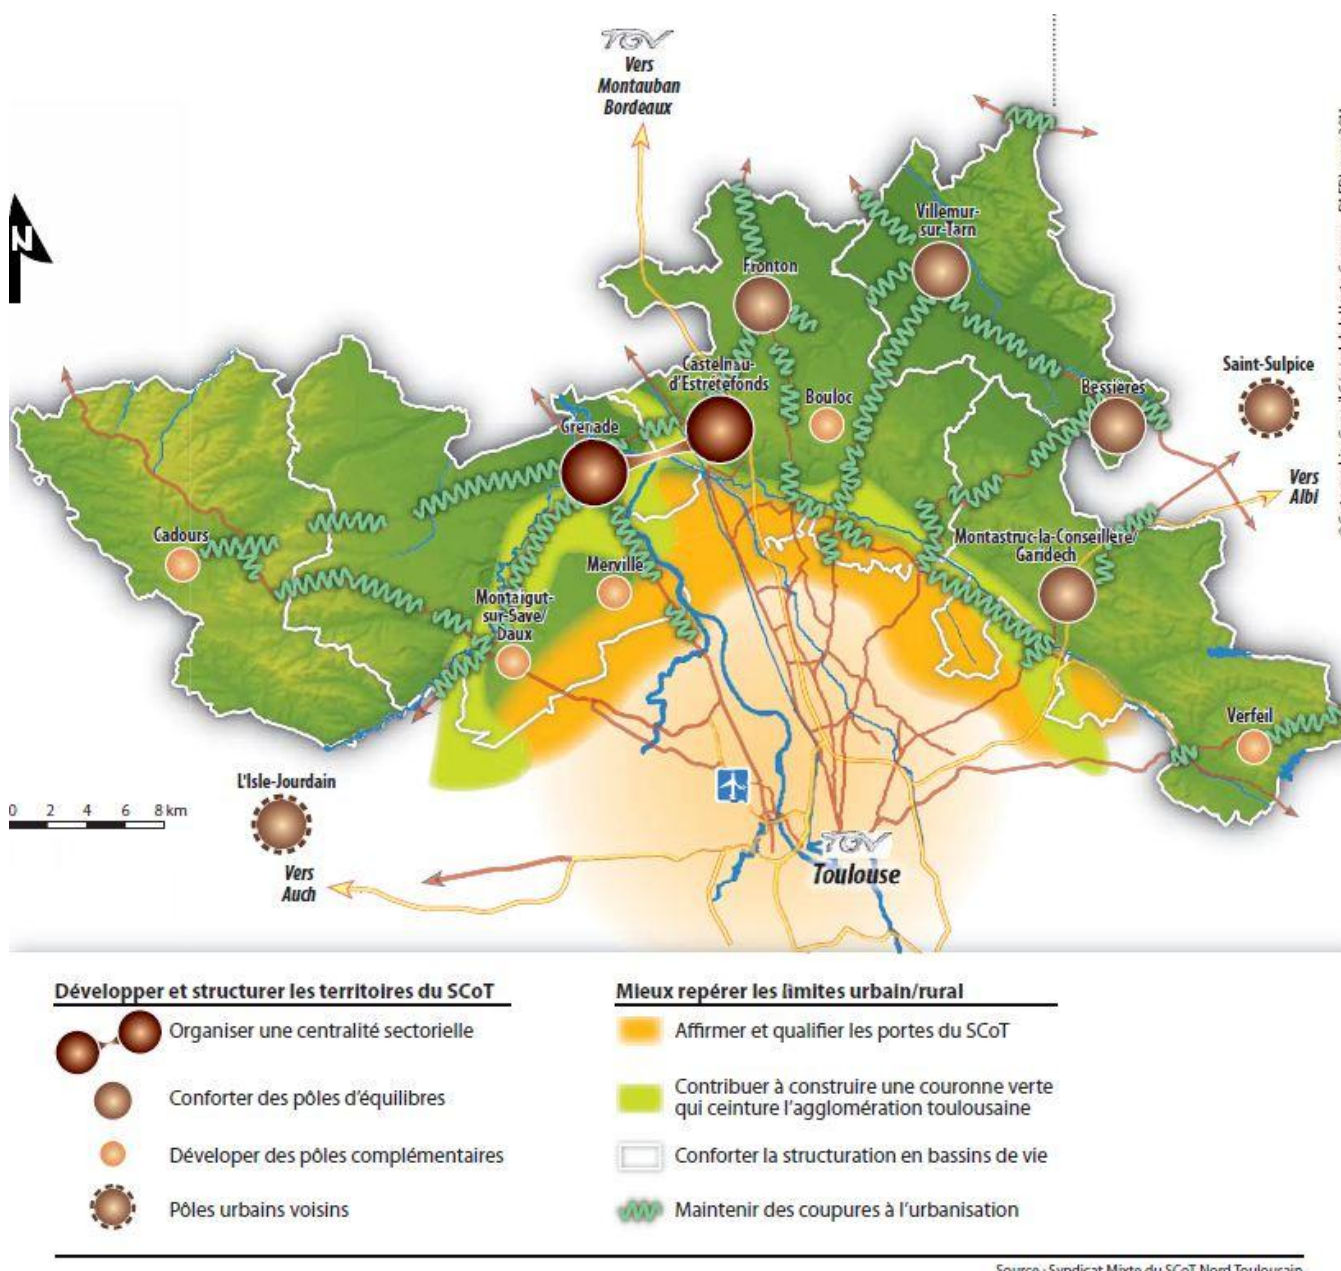 TGV
Vers
Montauban
Bordeaux
N
Villemur-
sur-Tarn
Fronton
Castelnau-
d'Estrétefonds
Bouloc
Bessières
Saint-Sulpice
Grenade
Vers
Albi
Cadours
Montastruc-la-Conseillère/
Garidech
Merville
Montaigut-
sur-Save/
Daux
Verfeil
L'Isle-Jourdain
0 2 4 6 8 km
TGV
Toulouse
Vers
Auch
Développer et structurer les territoires du SCoT
Organiser une centralité sectorielle
Conforter des pôles d'équilibres
Déveloper des pôles complémentaires
Pôles urbains voisins
Mieux repérer les limites urbain/rural
Affirmer et qualifier les portes du SCoT
Contribuer à construire une couronne verte
qui ceinture l'agglomération toulousaine
Conforter la structuration en bassins de vie
Maintenir des coupures à l'urbanisation
Source : Syndicat Mixte du SCoT Nord Toulousain